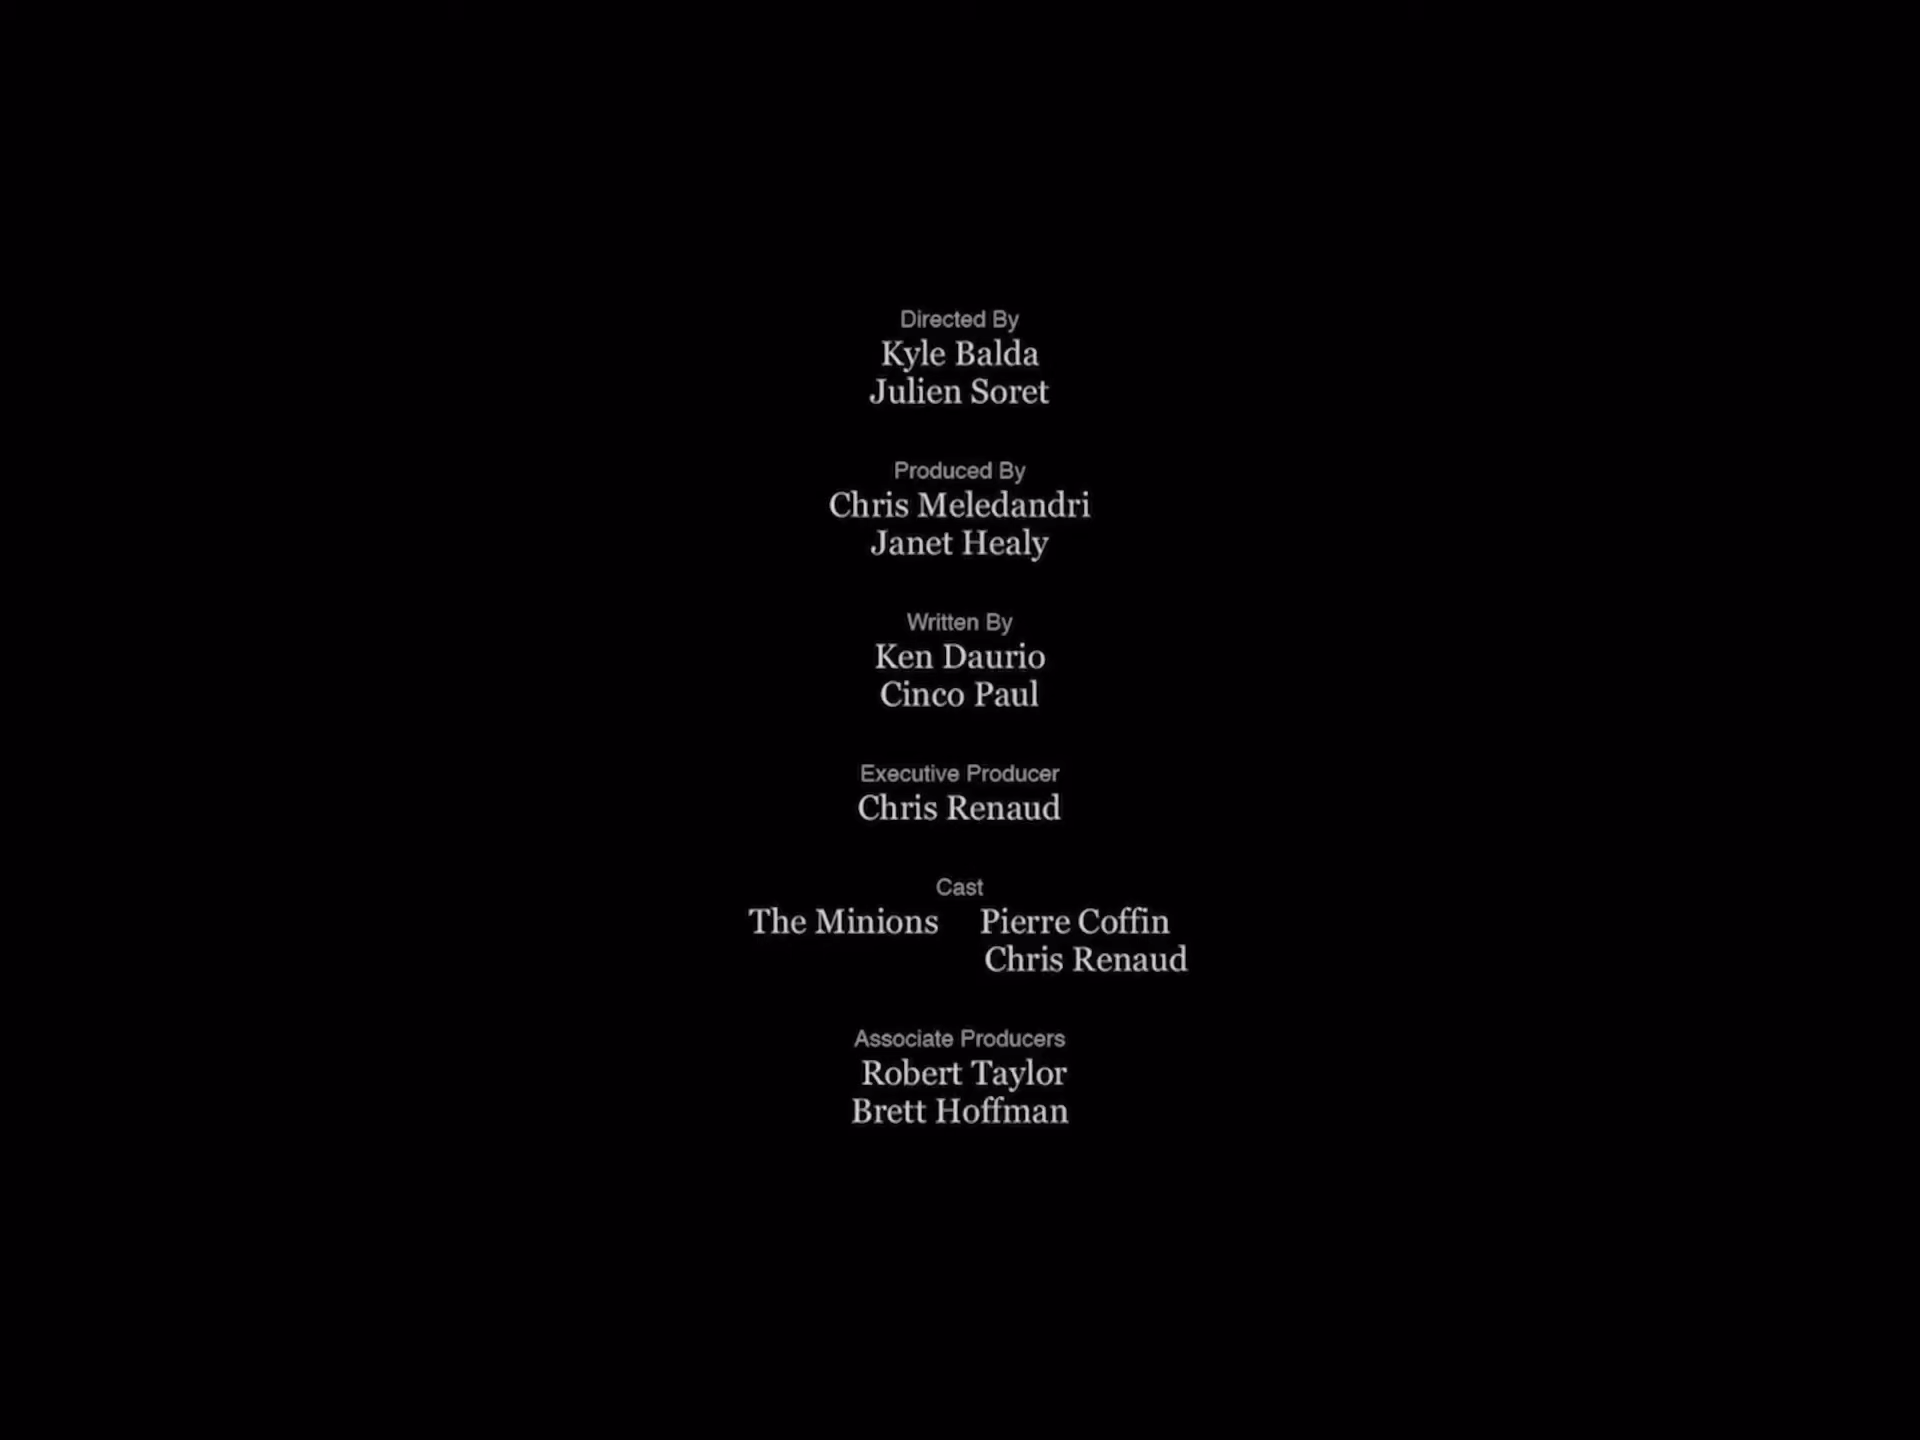 Directed By
Kyle Balda
Julien Soret
Produced By
Chris Meledandri
Janet Healy
Written By
Ken Daurio
Cinco Paul
Executive Producer
Chris Renaud
Cast
The Minions Pierre Coffin
Chris Renaud
Associate Producers
Robert Taylor
Brett Hoffman